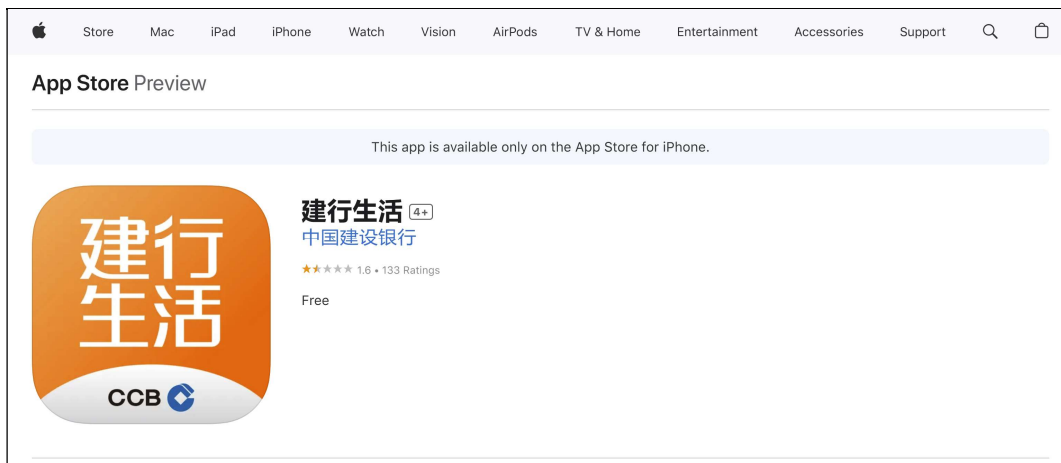 Store Mac iPad iPhone Watch Vision AirPods TV & Home Entertainment Accessories Support
App Store Preview
This app is available only on the App Store for iPhone.
建行
生活
CCB
建行生活 4+
中国建设银行
1.6 • 133 Ratings
Free